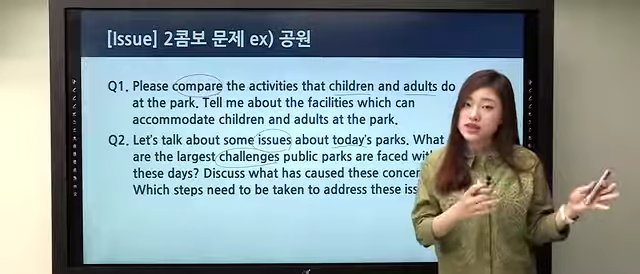 [Issue] 2콤보 문제 ex) 공원
Q1. Please compare the activities that children and adults do
at the park. Tell me about the facilities which can
accommodate children and adults at the park.
Q2. Let's talk about some issues about today's parks. What
are the largest challenges public parks are faced with
these days? Discuss what has caused these
Which steps need to be taken to address these